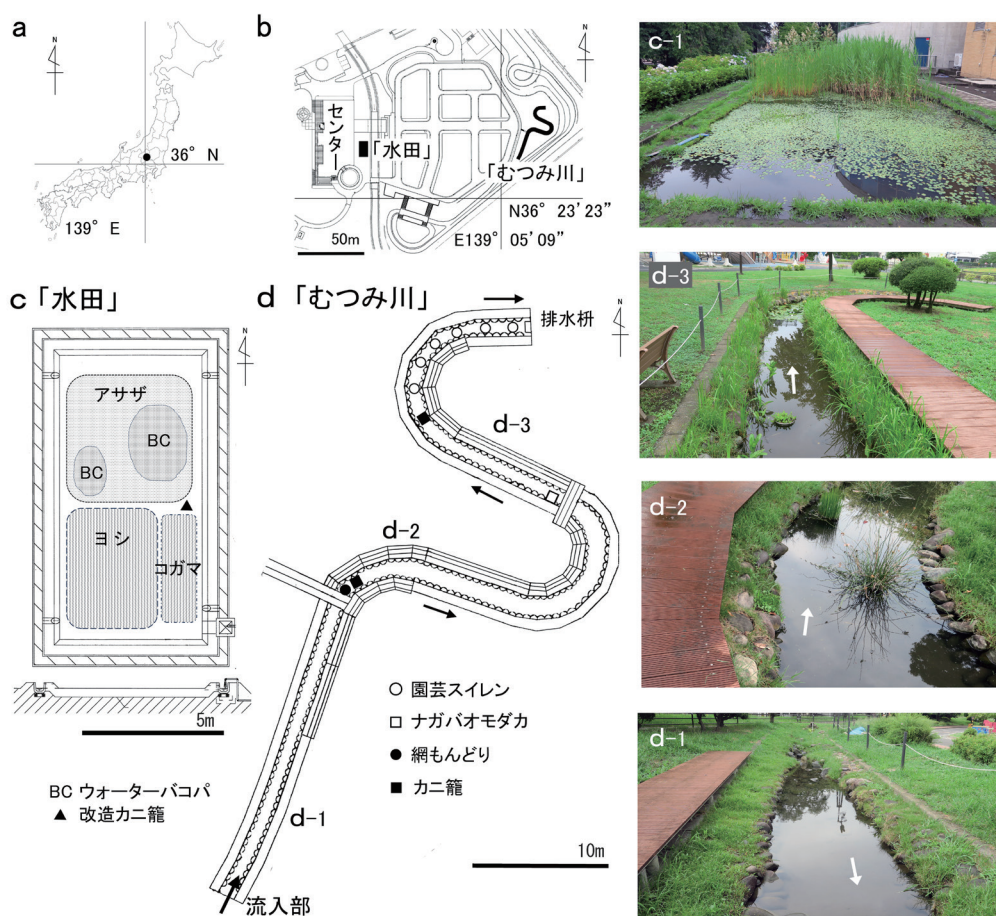 a
N
36° N
139° E
b
N
センター
「水田」
「むつみ川」
N36° 23’23”
E139° 05’09”
50m
c-1
d-3
d-2
d-1
c「水田」
N
アサザ
BC
BC
ヨシ
コガマ
5m
BC ウォーターバコパ
▲ 改造カニ籠
d「むつみ川」
N
排水枡
d-3
d-2
d-1
○ 園芸スイレン
□ ナガバオモダカ
● 網もんどり
■ カニ籠
流入部
10m